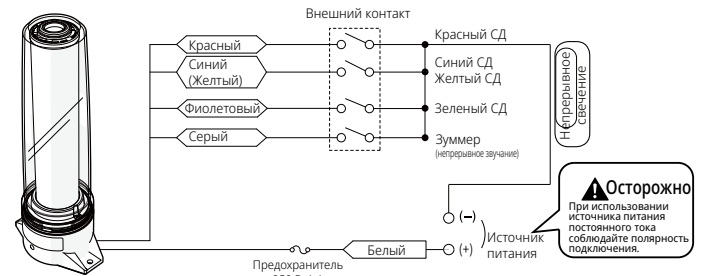 Внешний контакт
Красный
Красный СД
Синий
(Желтый)
Синий СД
Желтый СД
Фиолетовый
Зеленый СД
Серый
Зуммер
(непрерывное звучание)
Непрерывное
свечение
Осторожно
При использовании
источника питания
постоянного тока
соблюдайте полярность
подключения.
(−)
(+)
Источник
питания
Белый
Предохранитель